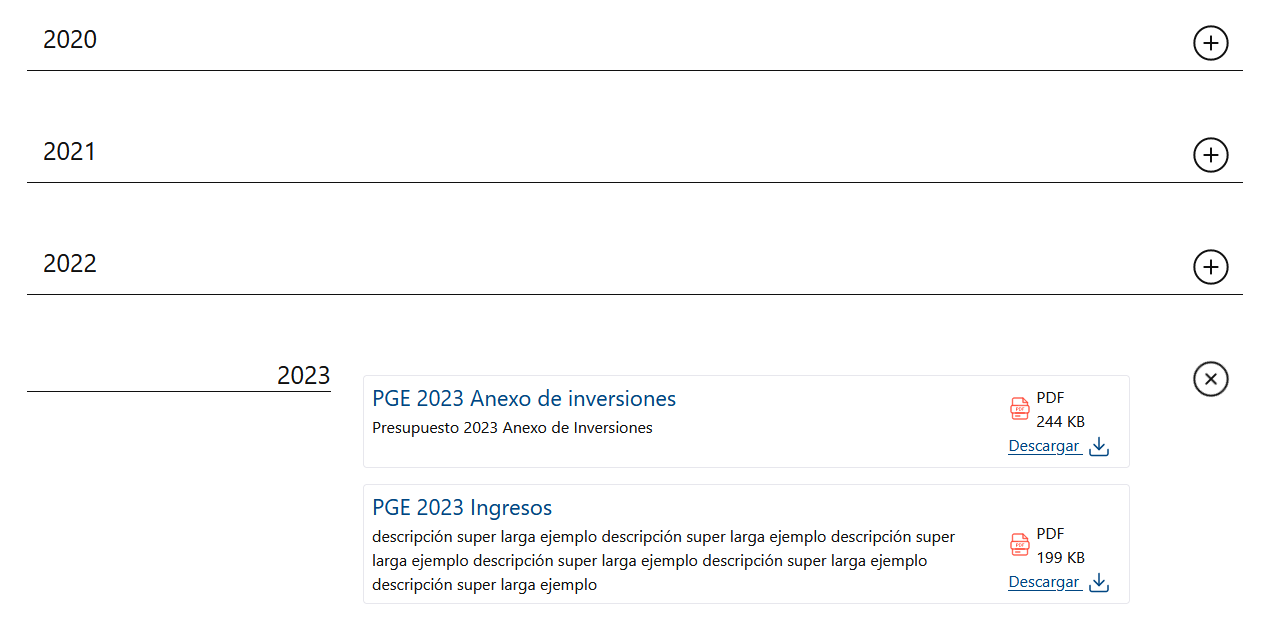 2020
2021
2022
2023
PGE 2023 Anexo de inversiones
Presupuesto 2023 Anexo de Inversiones
PDF
PDF
244 KB
Descargar
PGE 2023 Ingresos
descripción super larga ejemplo descripción super larga ejemplo descripción super
larga ejemplo descripción super larga ejemplo descripción super larga ejemplo
descripción super larga ejemplo
PDF
PDF
199 KB
Descargar